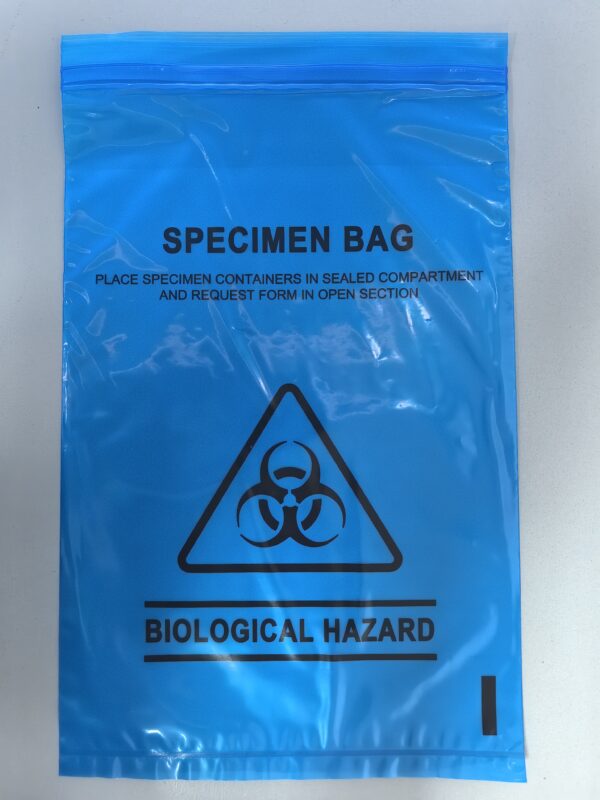 SPECIMEN BAG
PLACE SPECIMEN CONTAINERS IN SEALED COMPARTMENT
AND REQUEST FORM IN OPEN SECTION
BIOLOGICAL HAZARD